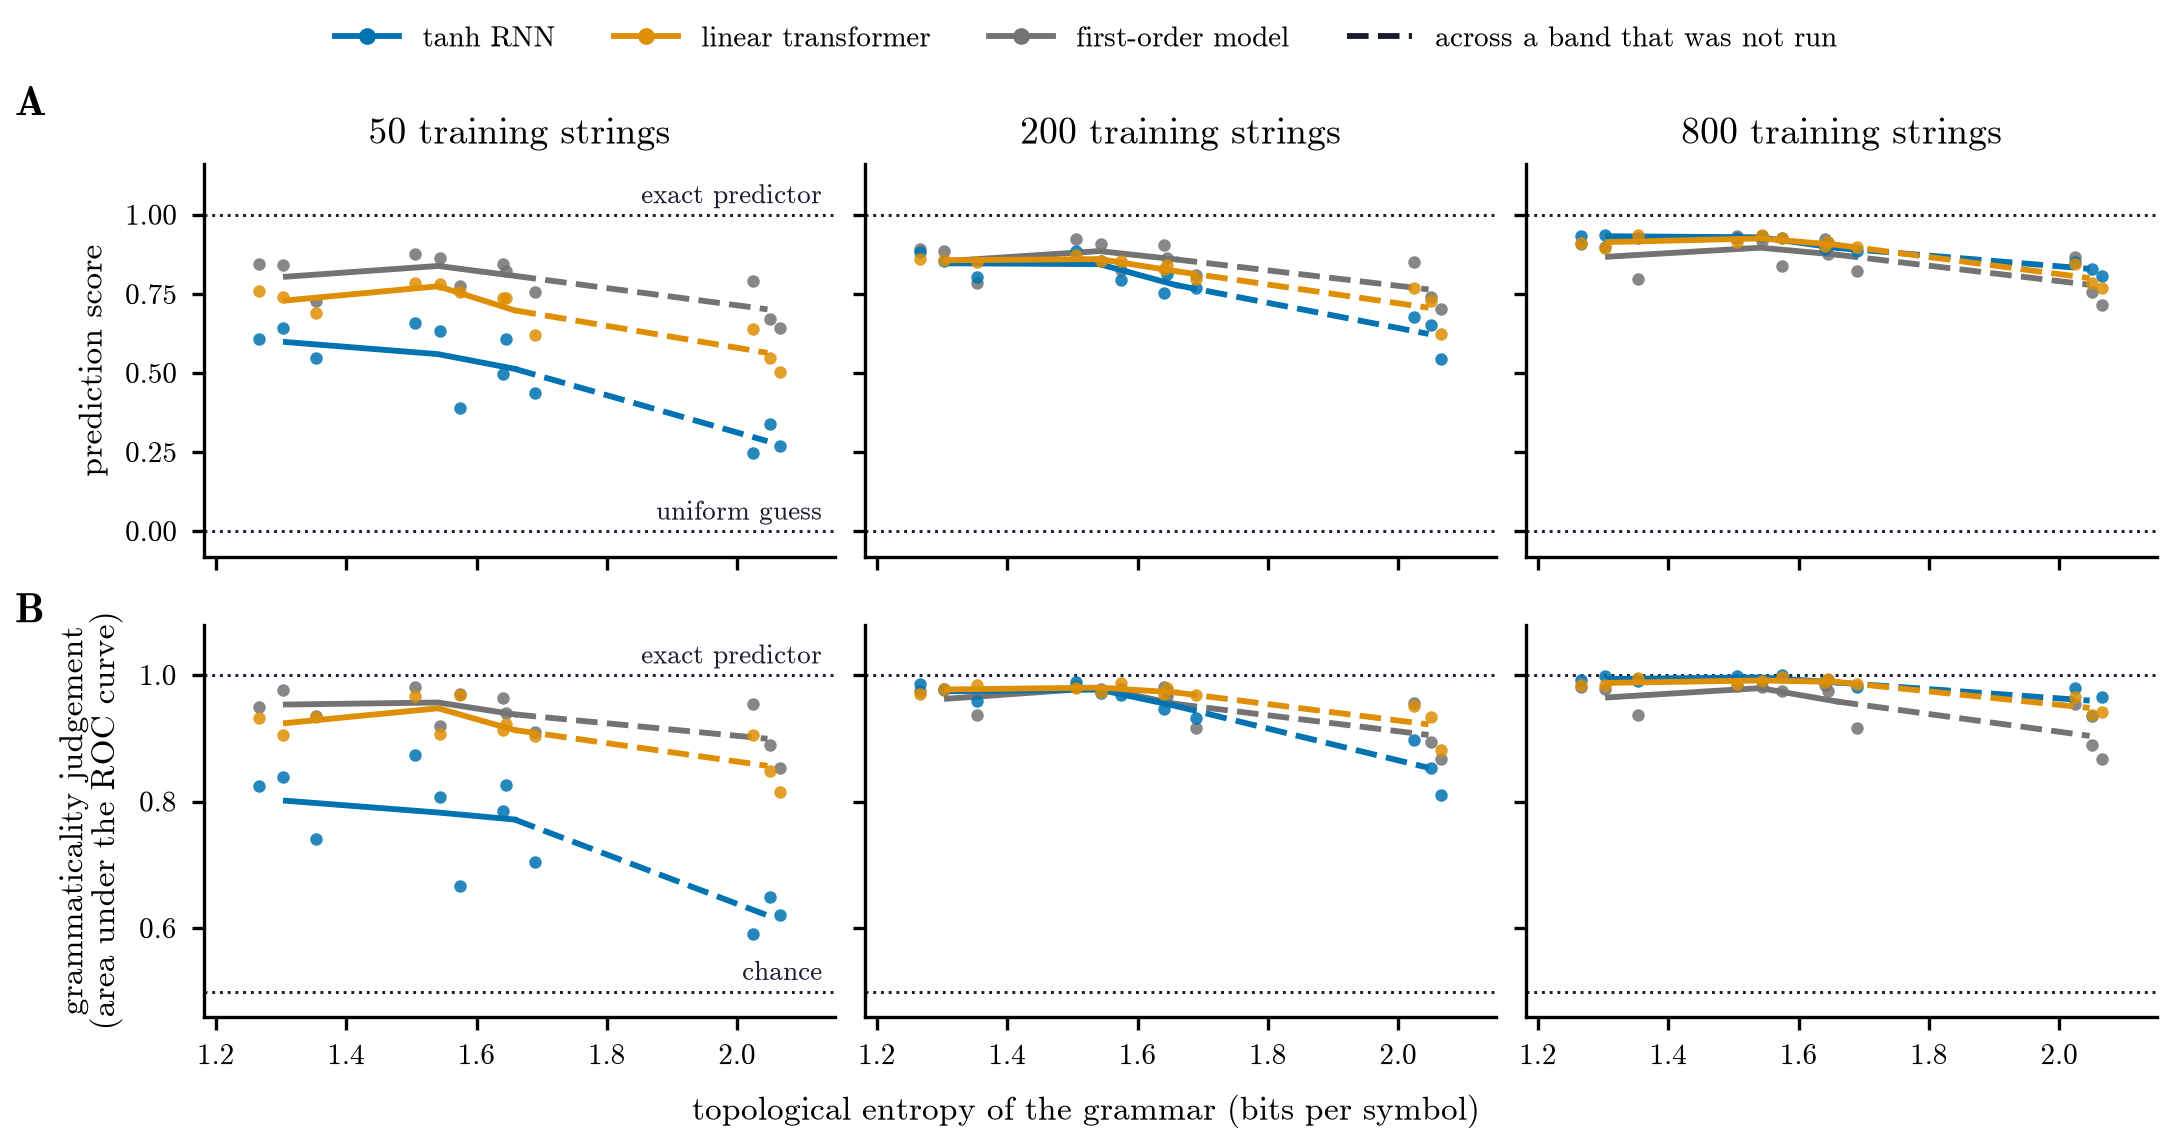 tanh RNN
linear transformer
first-order model
across a band that was not run
A
50 training strings
200 training strings
800 training strings
prediction score
1.00
0.75
0.50
0.25
0.00
exact predictor
uniform guess
B
grammaticality judgement
(area under the ROC curve)
1.0
0.8
0.6
exact predictor
chance
1.2 1.4 1.6 1.8 2.0
1.2 1.4 1.6 1.8 2.0
1.2 1.4 1.6 1.8 2.0
topological entropy of the grammar (bits per symbol)